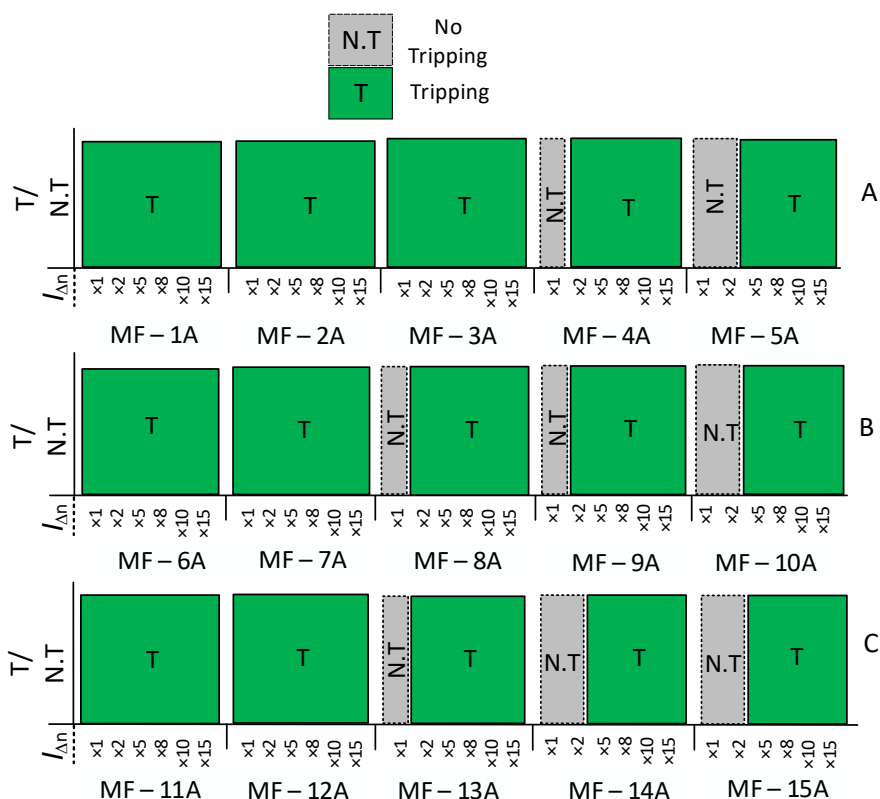 N.T No Tripping
T Tripping
T/ N.T
T T T N.T T N.T T A
IΔn ×1 ×2 ×5 ×8 ×10 ×15 ×1 ×2 ×5 ×8 ×10 ×15 ×1 ×2 ×5 ×8 ×10 ×15 ×1 ×2 ×5 ×8 ×10 ×15 ×1 ×2 ×5 ×8 ×10 ×15
MF – 1A MF – 2A MF – 3A MF – 4A MF – 5A
T/ N.T
T T N.T T N.T T N.T T B
IΔn ×1 ×2 ×5 ×8 ×10 ×15 ×1 ×2 ×5 ×8 ×10 ×15 ×1 ×2 ×5 ×8 ×10 ×15 ×1 ×2 ×5 ×8 ×10 ×15 ×1 ×2 ×5 ×8 ×10 ×15
MF – 6A MF – 7A MF – 8A MF – 9A MF – 10A
T/ N.T
T T N.T T N.T T N.T T C
IΔn ×1 ×2 ×5 ×8 ×10 ×15 ×1 ×2 ×5 ×8 ×10 ×15 ×1 ×2 ×5 ×8 ×10 ×15 ×1 ×2 ×5 ×8 ×10 ×15 ×1 ×2 ×5 ×8 ×10 ×15
MF – 11A MF – 12A MF – 13A MF – 14A MF – 15A